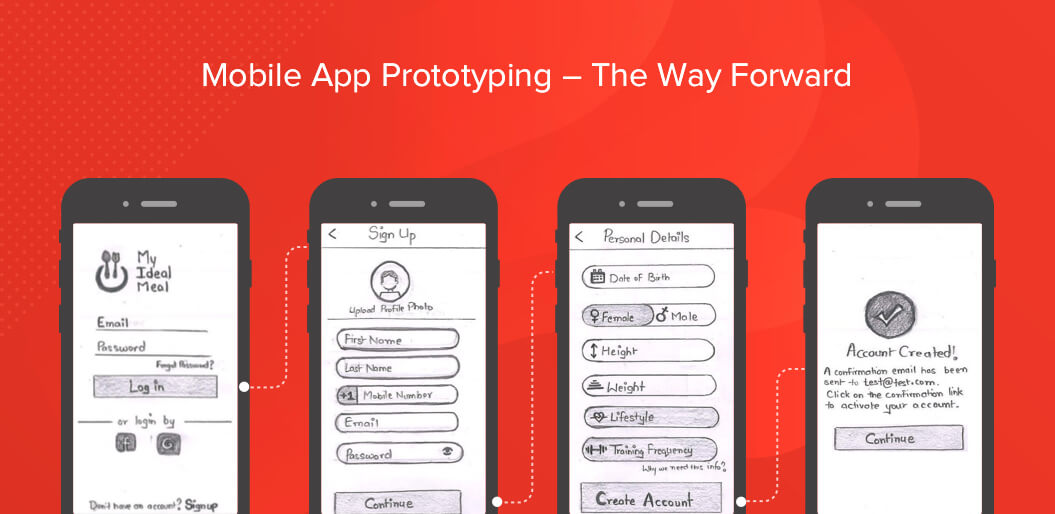 Mobile App Prototyping – The Way Forward
My
Ideal
Meal
Email
Password
Forgot Password?
Log in
or login by
f
G
Don't have an account? Sign up
< Sign Up
Upload Profile Photo
First Name
Last Name
+1 Mobile Number
Email
Password
Continue
< Personal Details
Date of Birth
Female Male
Height
Weight
Lifestyle
Training Frequency
Why we need this info?
Create Account
Account Created!
A confirmation email has been
sent to test@test.com.
Click on the confirmation link
to activate your account.
Continue